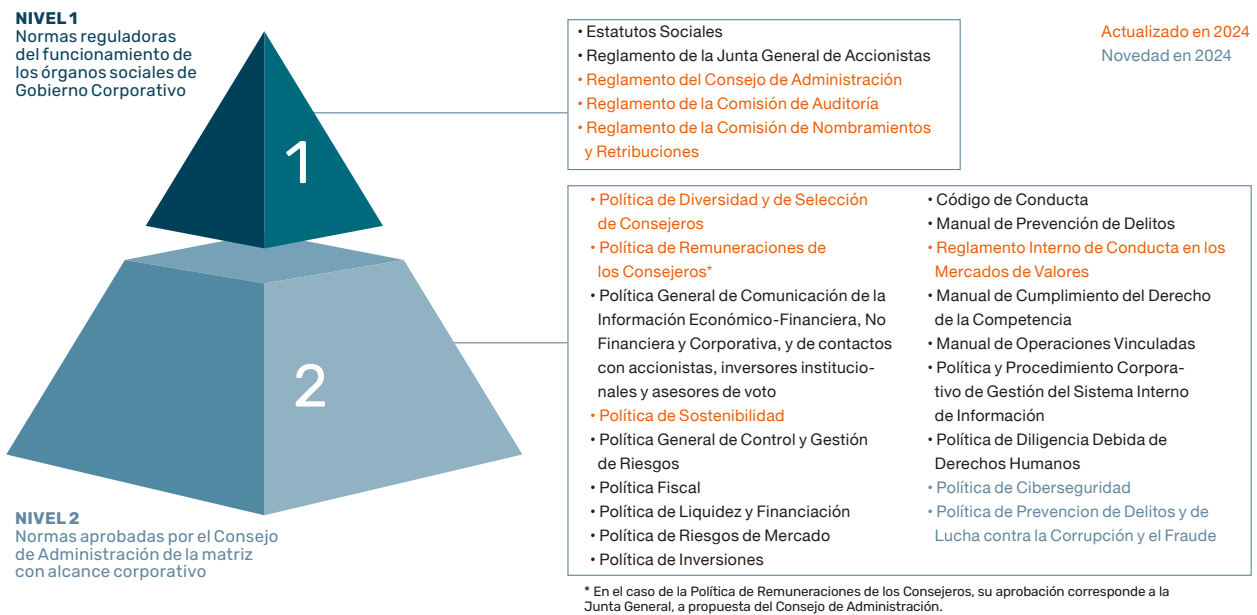 NIVEL 1
Normas reguladoras
del funcionamiento de
los órganos sociales de
Gobierno Corporativo
1
• Estatutos Sociales
• Reglamento de la Junta General de Accionistas
• Reglamento del Consejo de Administración
• Reglamento de la Comisión de Auditoría
• Reglamento de la Comisión de Nombramientos
y Retribuciones
Actualizado en 2024
Novedad en 2024
2
NIVEL 2
Normas aprobadas por el Consejo
de Administración de la matriz
con alcance corporativo
• Política de Diversidad y de Selección
de Consejeros
• Política de Remuneraciones de
los Consejeros*
• Política General de Comunicación de la
Información Económico-Financiera, No
Financiera y Corporativa, y de contactos
con accionistas, inversores institucio-
nales y asesores de voto
• Política de Sostenibilidad
• Política General de Control y Gestión
de Riesgos
• Política Fiscal
• Política de Liquidez y Financiación
• Política de Riesgos de Mercado
• Política de Inversiones
• Código de Conducta
• Manual de Prevención de Delitos
• Reglamento Interno de Conducta en los
Mercados de Valores
• Manual de Cumplimiento del Derecho
de la Competencia
• Manual de Operaciones Vinculadas
• Política y Procedimiento Corpora-
tivo de Gestión del Sistema Interno
de Información
• Política de Diligencia Debida de
Derechos Humanos
• Política de Ciberseguridad
• Política de Prevencion de Delitos y de
Lucha contra la Corrupción y el Fraude
* En el caso de la Política de Remuneraciones de los Consejeros, su aprobación corresponde a la
Junta General, a propuesta del Consejo de Administración.